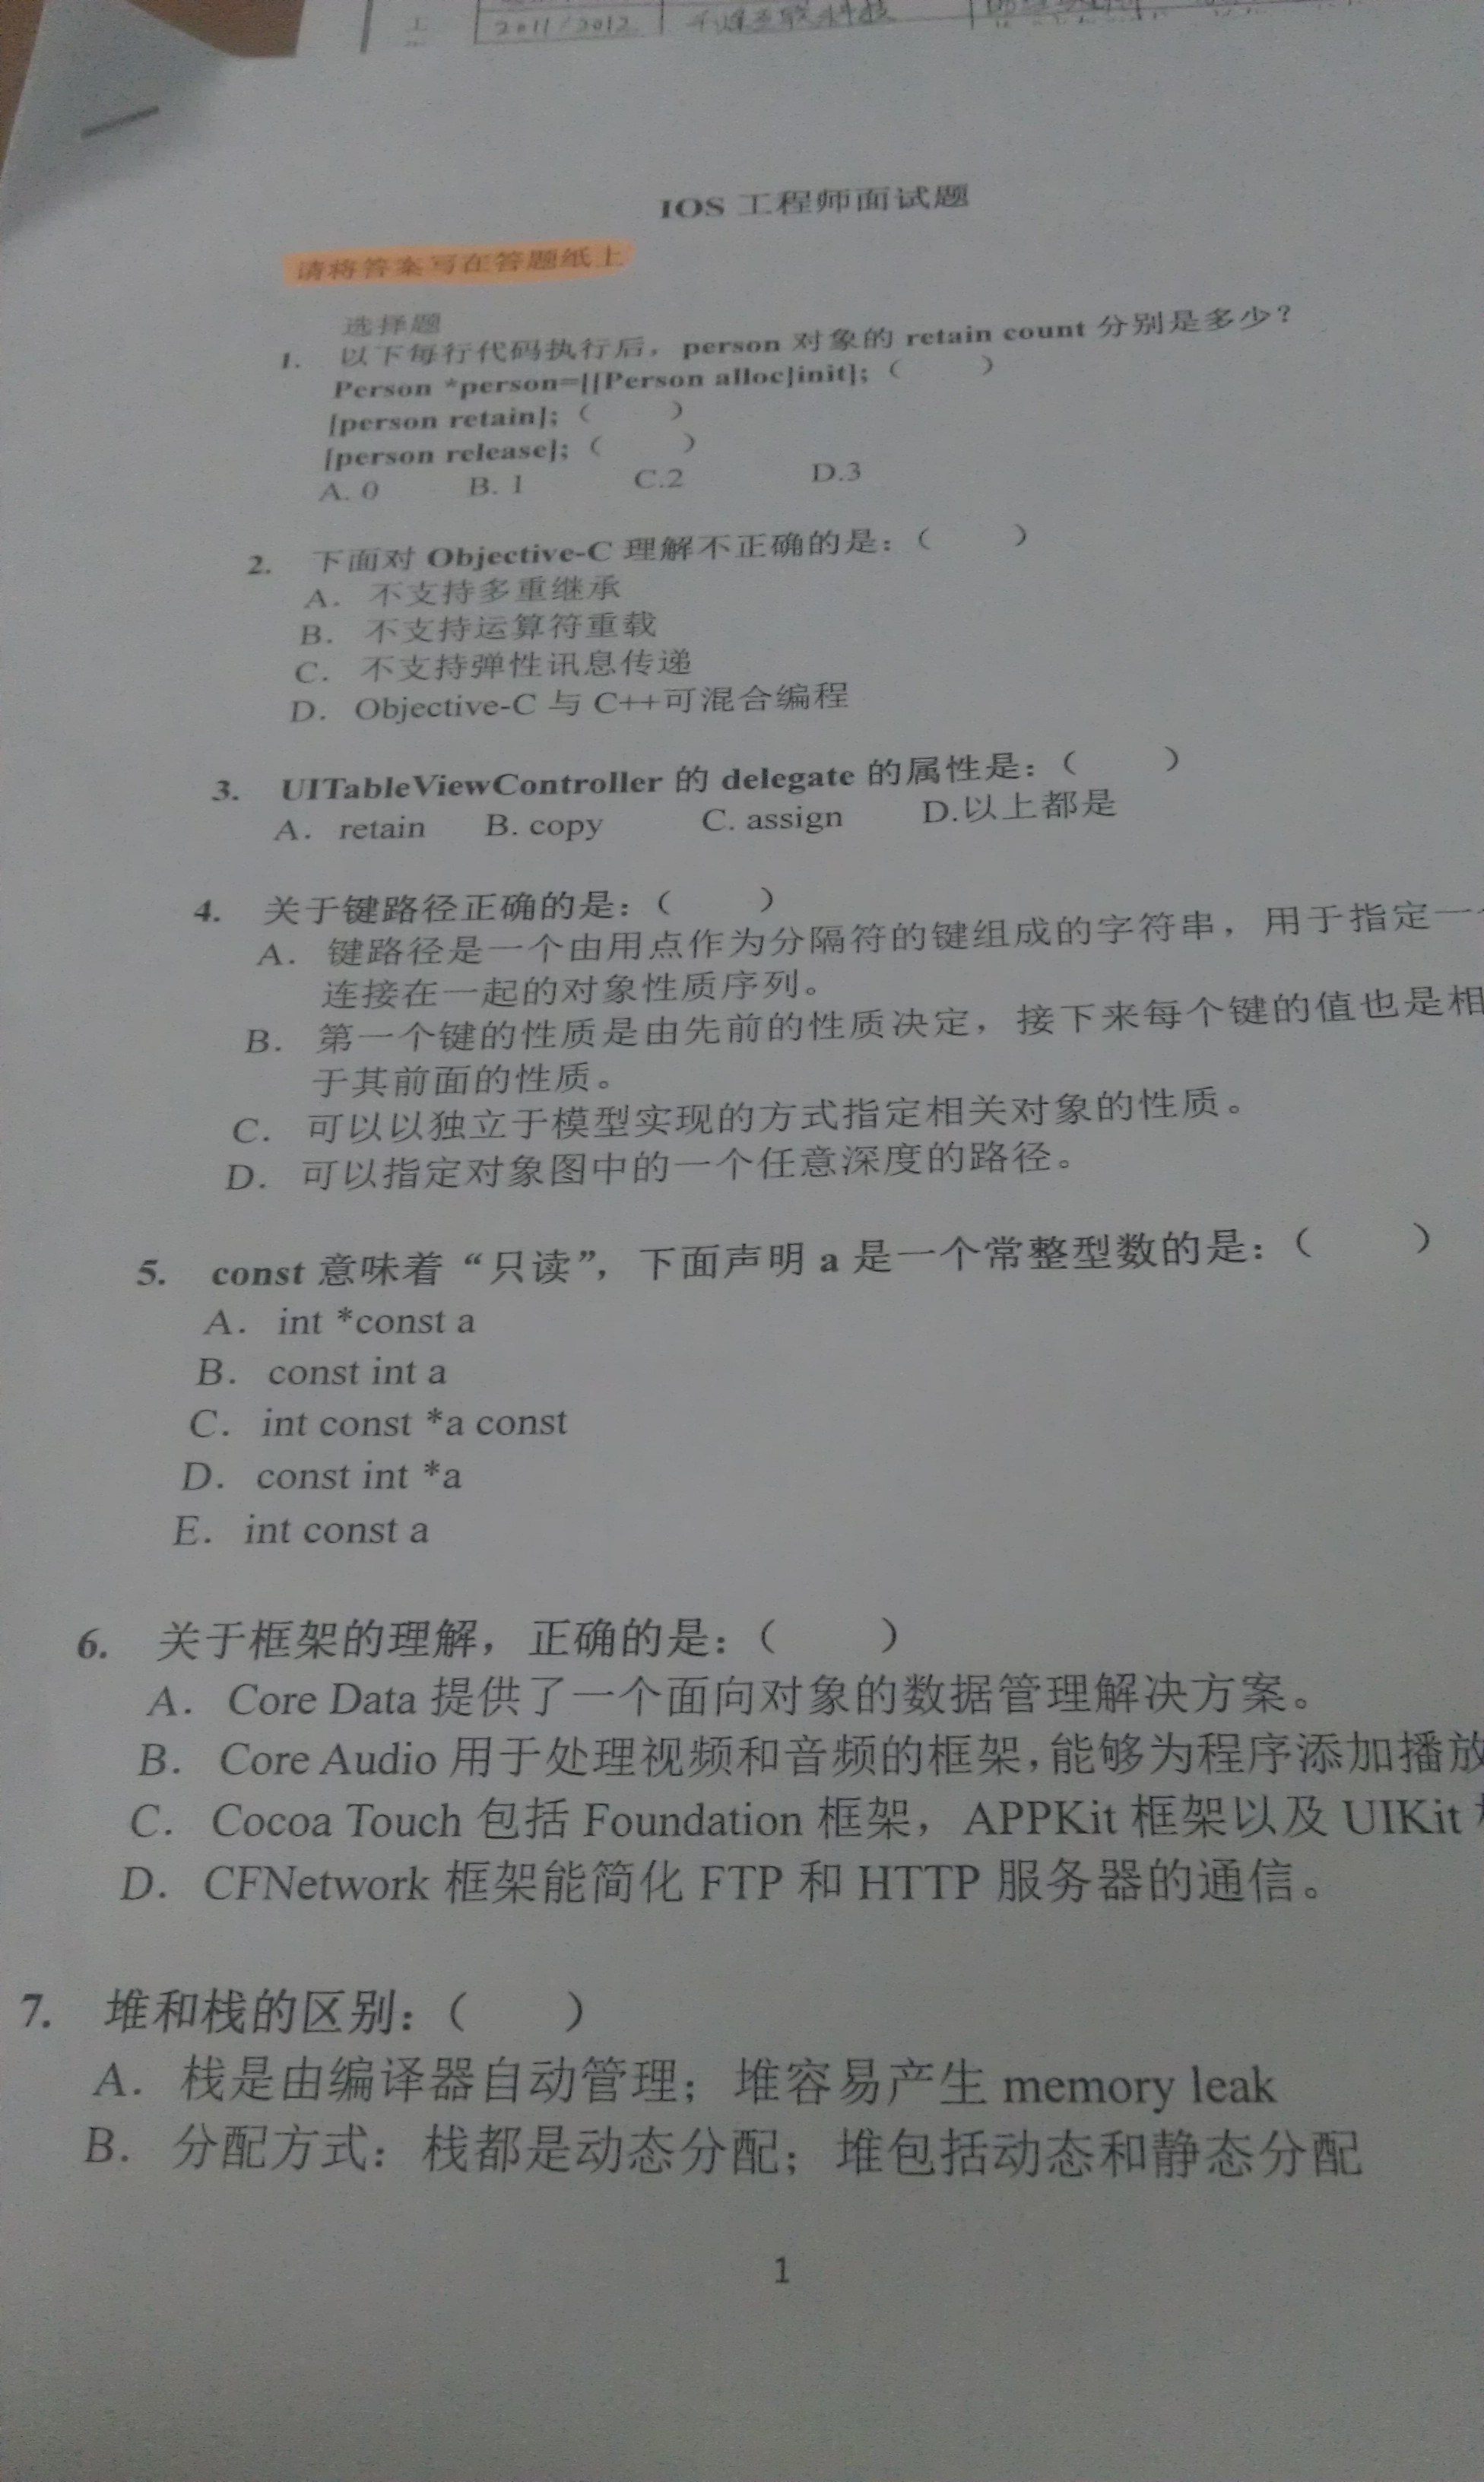 2011/2012
IOS 工程师面试题
请将答案写在答题纸上
选择题
1. 以下每行代码执行后，person 对象的 retain count 分别是多少？
Person *person=[[Person alloc]init]; ( )
[person retain]; ( )
[person release]; ( )
A. 0 B. 1 C.2 D.3
2. 下面对 Objective-C 理解不正确的是：( )
A. 不支持多重继承
B. 不支持运算符重载
C. 不支持弹性讯息传递
D. Objective-C 与 C++可混合编程
3. UITableViewController 的 delegate 的属性是：( )
A. retain B. copy C. assign D.以上都是
4. 关于键路径正确的是：( )
A. 键路径是一个由用点作为分隔符的键组成的字符串，用于指定一
连接在一起的对象性质序列。
B. 第一个键的性质是由先前的性质决定，接下来每个键的值也是相
于其前面的性质。
C. 可以以独立于模型实现的方式指定相关对象的性质。
D. 可以指定对象图中的一个任意深度的路径。
5. const 意味着“只读”，下面声明 a 是一个常整型数的是：( )
A. int *const a
B. const int a
C. int const *a const
D. const int *a
E. int const a
6. 关于框架的理解，正确的是：( )
A. Core Data 提供了一个面向对象的数据管理解决方案。
B. Core Audio 用于处理视频和音频的框架，能够为程序添加播放
C. Cocoa Touch 包括 Foundation 框架，APPKit 框架以及 UIKit
D. CFNetwork 框架能简化 FTP 和 HTTP 服务器的通信。
7. 堆和栈的区别：( )
A. 栈是由编译器自动管理；堆容易产生 memory leak
B. 分配方式：栈都是动态分配；堆包括动态和静态分配
1